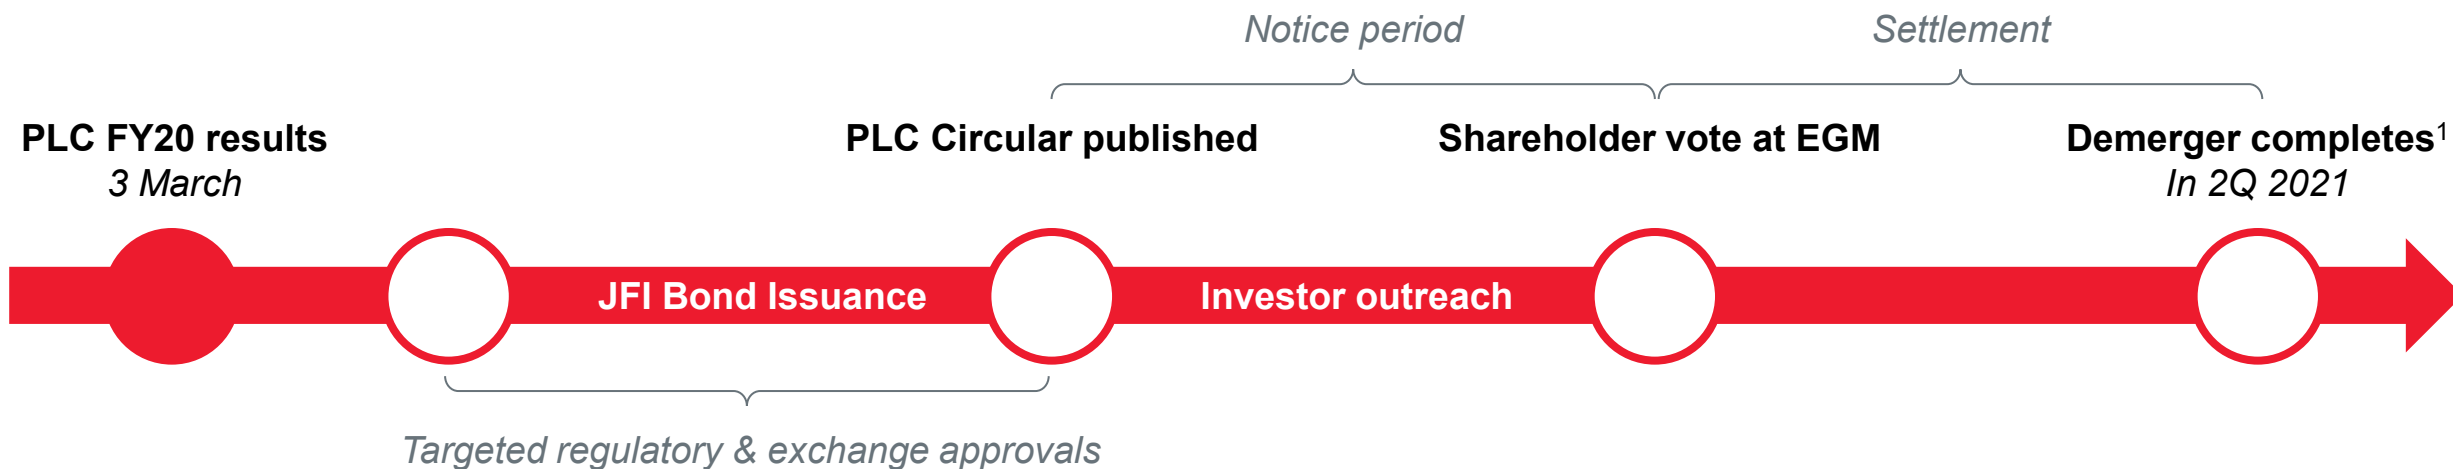 Notice period
Settlement
PLC FY20 results
3 March
PLC Circular published
Shareholder vote at EGM
Demerger completes¹
In 2Q 2021
JFI Bond Issuance
Investor outreach
Targeted regulatory & exchange approvals